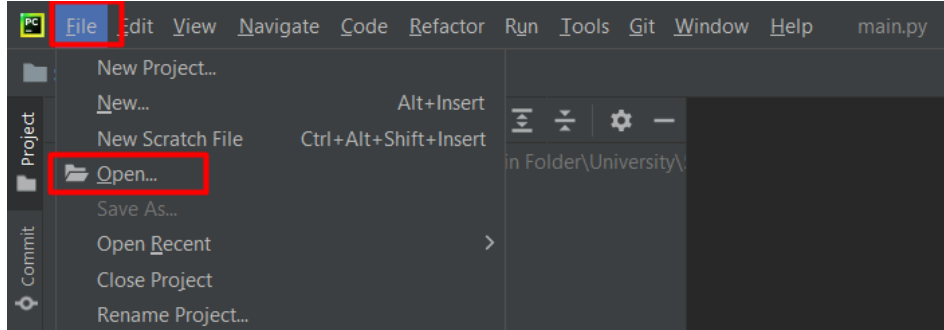 PC File Edit View Navigate Code Refactor Run Tools Git Window Help main.py
New Project...
New... Alt+Insert
New Scratch File Ctrl+Alt+Shift+Insert
in Folder\University\
Open...
Save As...
Open Recent
Close Project
Rename Project...
Project
Commit